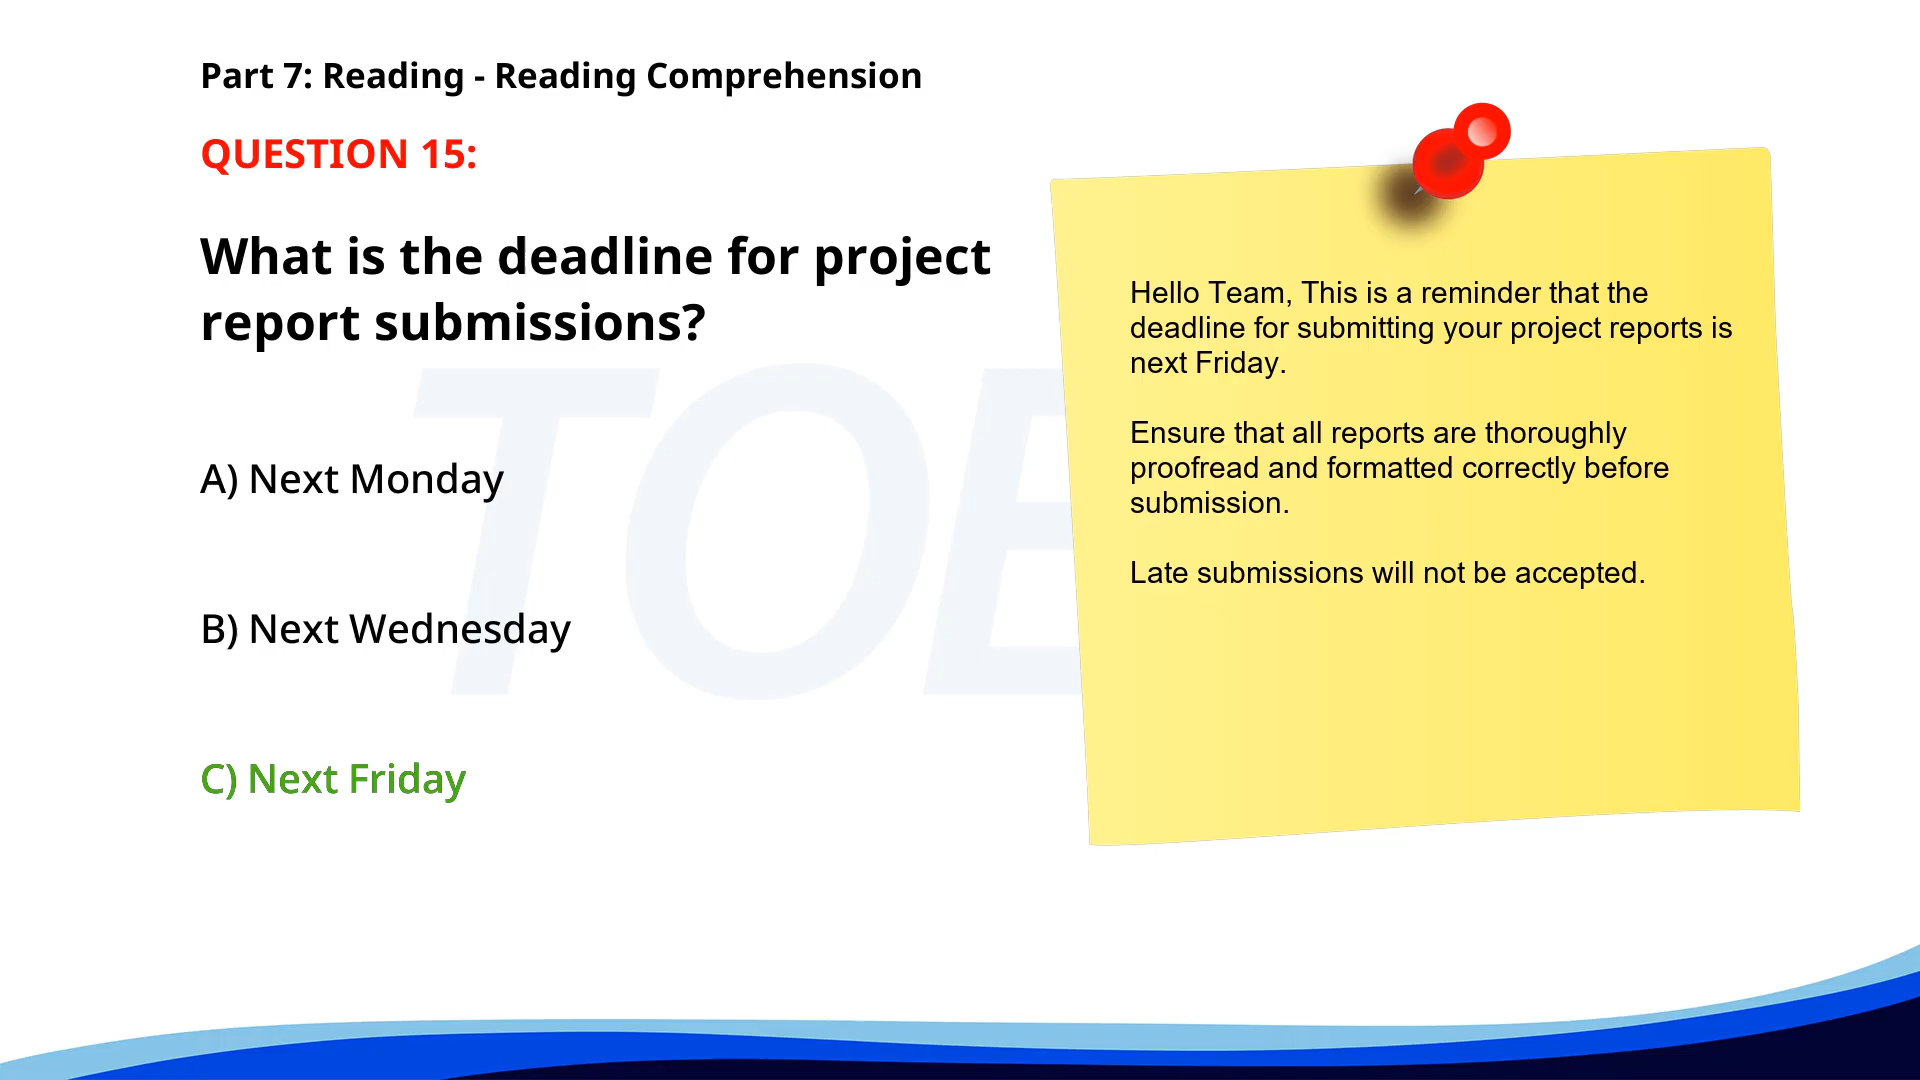 Part 7: Reading - Reading Comprehension
QUESTION 15:
What is the deadline for project
report submissions?
A) Next Monday
B) Next Wednesday
C) Next Friday
Hello Team, This is a reminder that the
deadline for submitting your project reports is
next Friday.
Ensure that all reports are thoroughly
proofread and formatted correctly before
submission.
Late submissions will not be accepted.